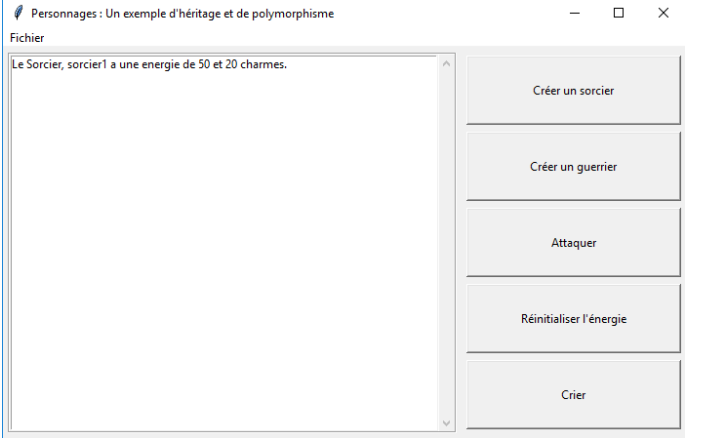 Personnages : Un exemple d'héritage et de polymorphisme
Fichier
Le Sorcier, sorcier1 a une energie de 50 et 20 charmes.
Créer un sorcier
Créer un guerrier
Attaquer
Réinitialiser l'énergie
Crier